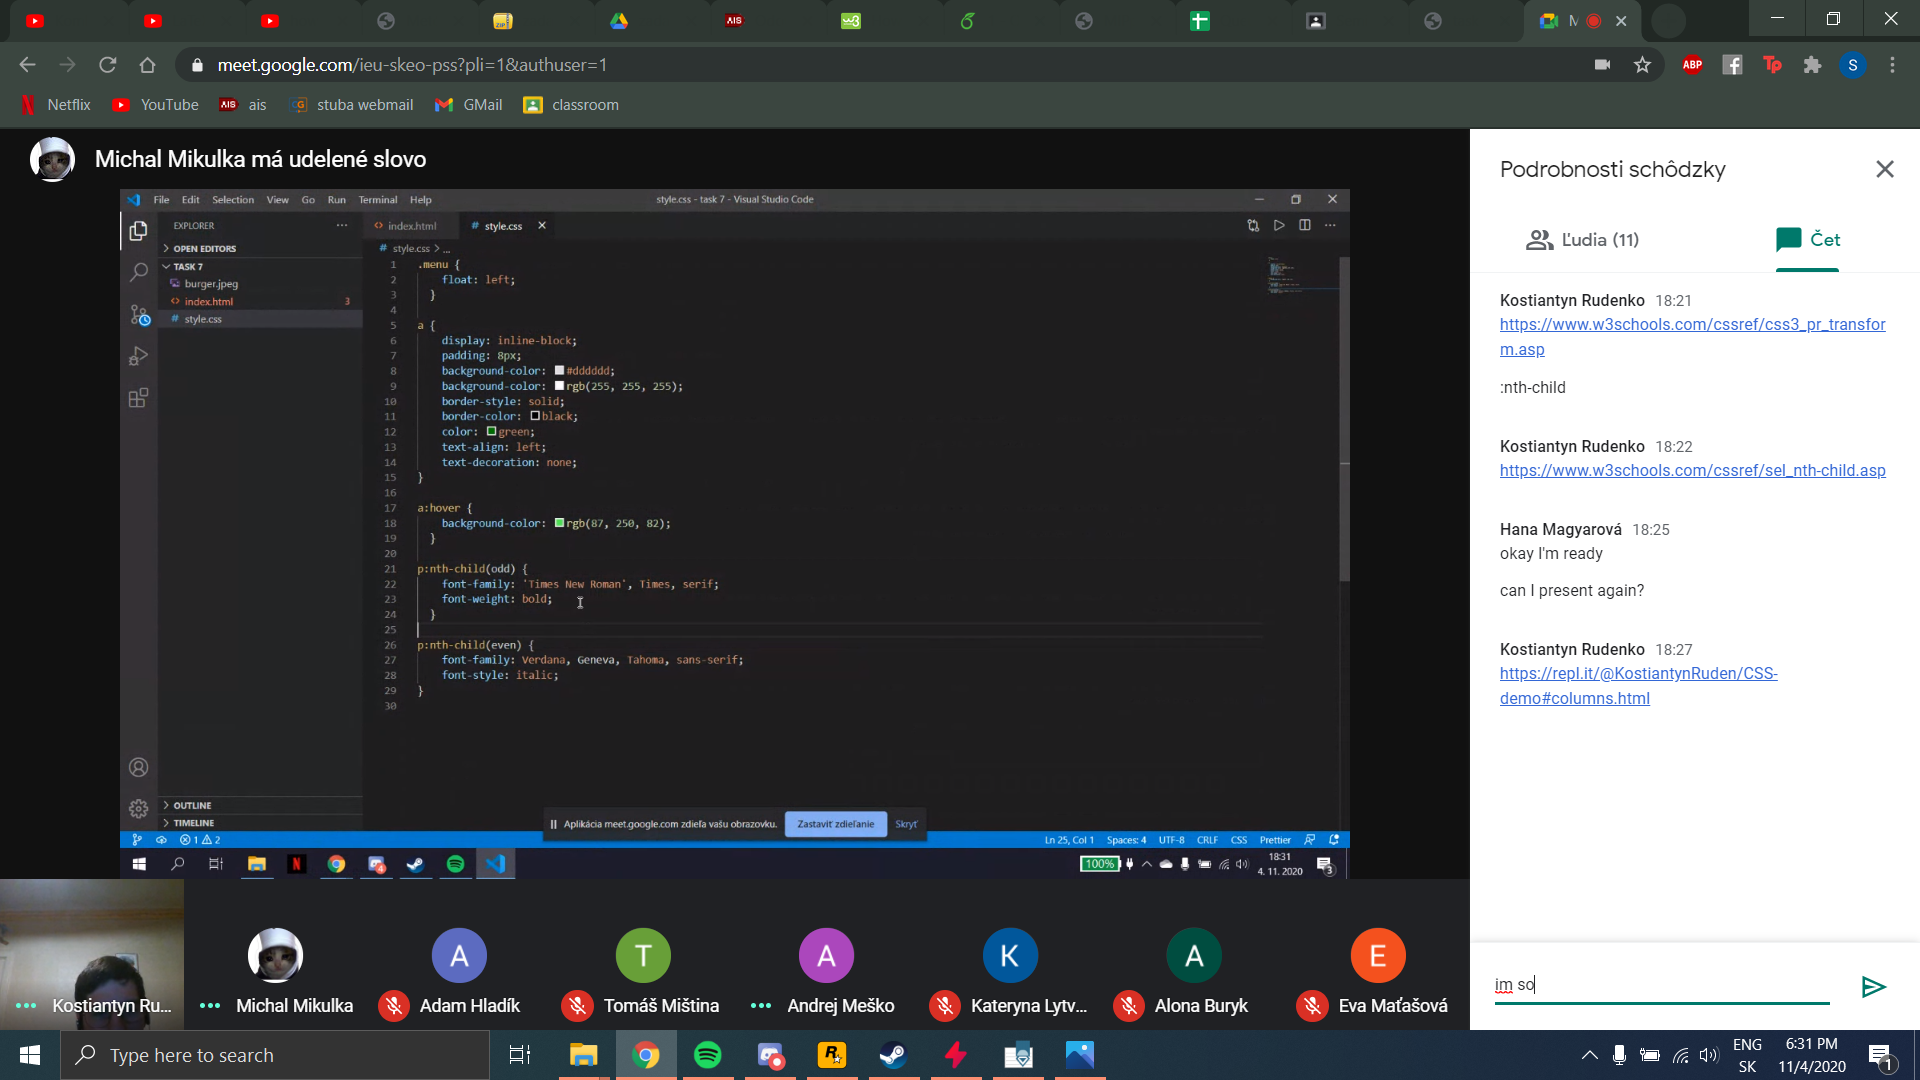 AIS
M
meet.google.com/ieu-skeo-pss?pli=1&authuser=1
ABP
Tp
S
Netflix YouTube AIS ais stuba webmail GMail classroom
Michal Mikulka má udelené slovo
File Edit Selection View Go Run Terminal Help
style.css - task 7 - Visual Studio Code
EXPLORER ...
OPEN EDITORS
TASK 7
burger.jpeg
<> index.html 3
# style.css
<> index.html
# style.css
# style.css > ...
1 .menu {
2 float: left;
3 }
4
5 a {
6 display: inline-block;
7 padding: 8px;
8 background-color: #dddddd;
9 background-color: rgb(255, 255, 255);
10 border-style: solid;
11 border-color: black;
12 color: green;
13 text-align: left;
14 text-decoration: none;
15 }
16
17 a:hover {
18 background-color: rgb(87, 250, 82);
19 }
20
21 p:nth-child(odd) {
22 font-family: 'Times New Roman', Times, serif;
23 font-weight: bold;
24 }
25
26 p:nth-child(even) {
27 font-family: Verdana, Geneva, Tahoma, sans-serif;
28 font-style: italic;
29 }
30
OUTLINE
TIMELINE
Aplikácia meet.google.com zdieľa vašu obrazovku. Zastaviť zdieľanie Skryť
1 2
Ln 25, Col 1 Spaces: 4 UTF-8 CRLF CSS Prettier
100%
18:31
4. 11. 2020
3
Podrobnosti schôdzky
Ľudia (11)
Čet
Kostiantyn Rudenko 18:21
https://www.w3schools.com/cssref/css3_pr_transfor
m.asp
:nth-child
Kostiantyn Rudenko 18:22
https://www.w3schools.com/cssref/sel_nth-child.asp
Hana Magyarová 18:25
okay I'm ready
can I present again?
Kostiantyn Rudenko 18:27
https://repl.it/@KostiantynRuden/CSS-
demo#columns.html
im so
A T A K A E
Kostiantyn Ru... Michal Mikulka Adam Hladík Tomáš Miština Andrej Meško Kateryna Lytv... Alona Buryk Eva Maťašová
Type here to search
ENG
SK
6:31 PM
11/4/2020
1